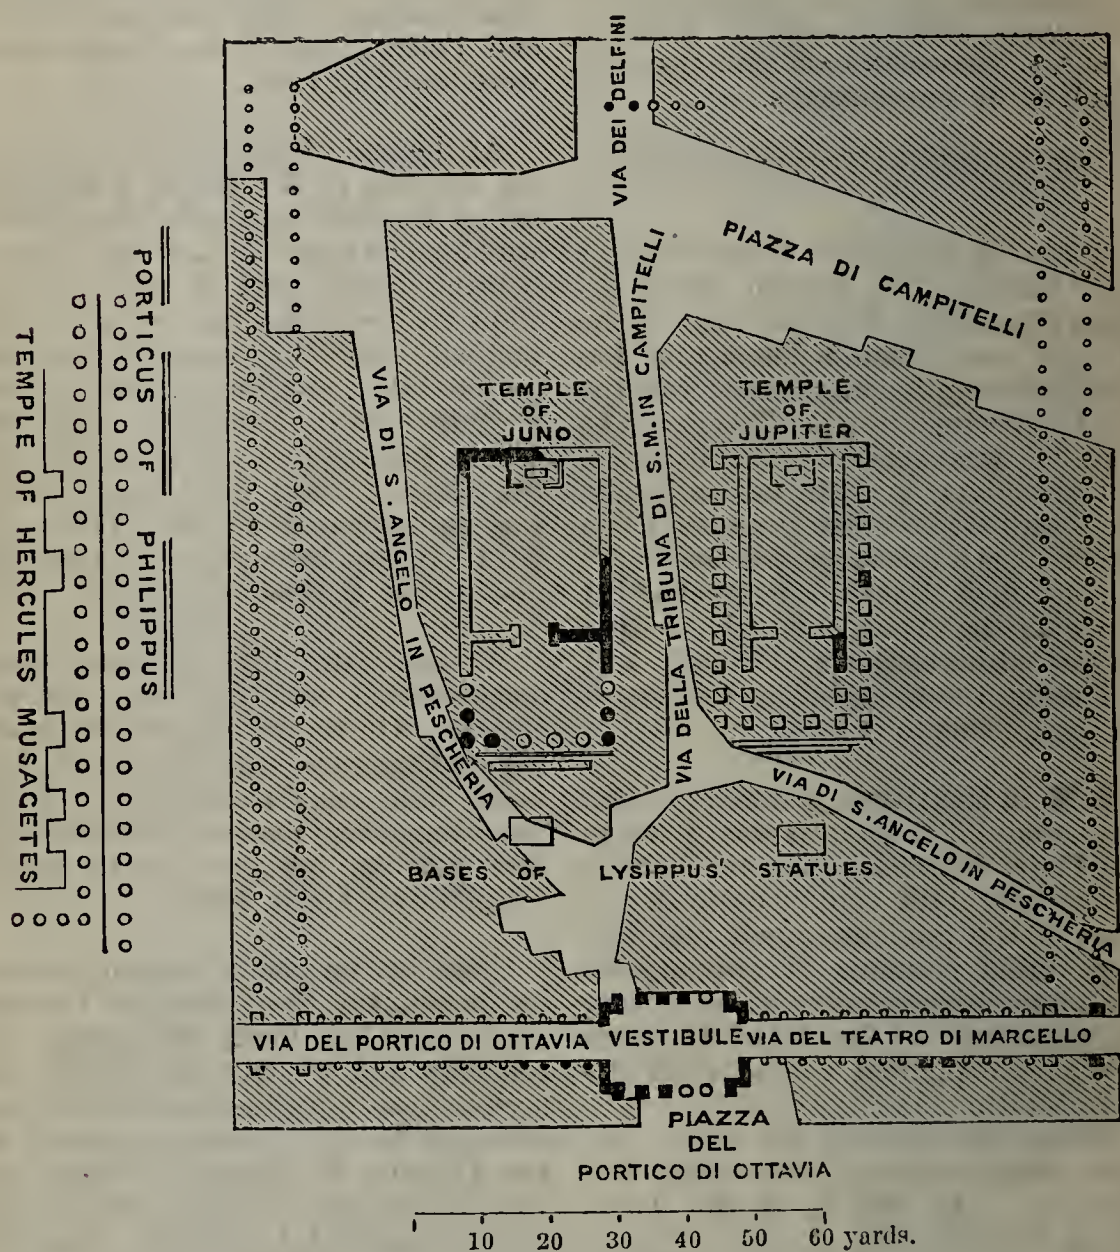 VIA DEI DELFINI
PIAZZA DI CAMPITELLI
PORTICUS OF PHILIPPUS
TEMPLE OF HERCULES MUSAGETES
VIA DI S. ANGELO IN PESCHERIA
TEMPLE
OF
JUNO
VIA DELLA TRIBUNA DI S.M. IN CAMPITELLI
TEMPLE
OF
JUPITER
VIA DI S. ANGELO IN PESCHERIA
BASES OF LYSIPPUS' STATUES
VIA DEL PORTICO DI OTTAVIA
VESTIBULE
VIA DEL TEATRO DI MARCELLO
PIAZZA
DEL
PORTICO DI OTTAVIA
10 20 30 40 50 60 yards.